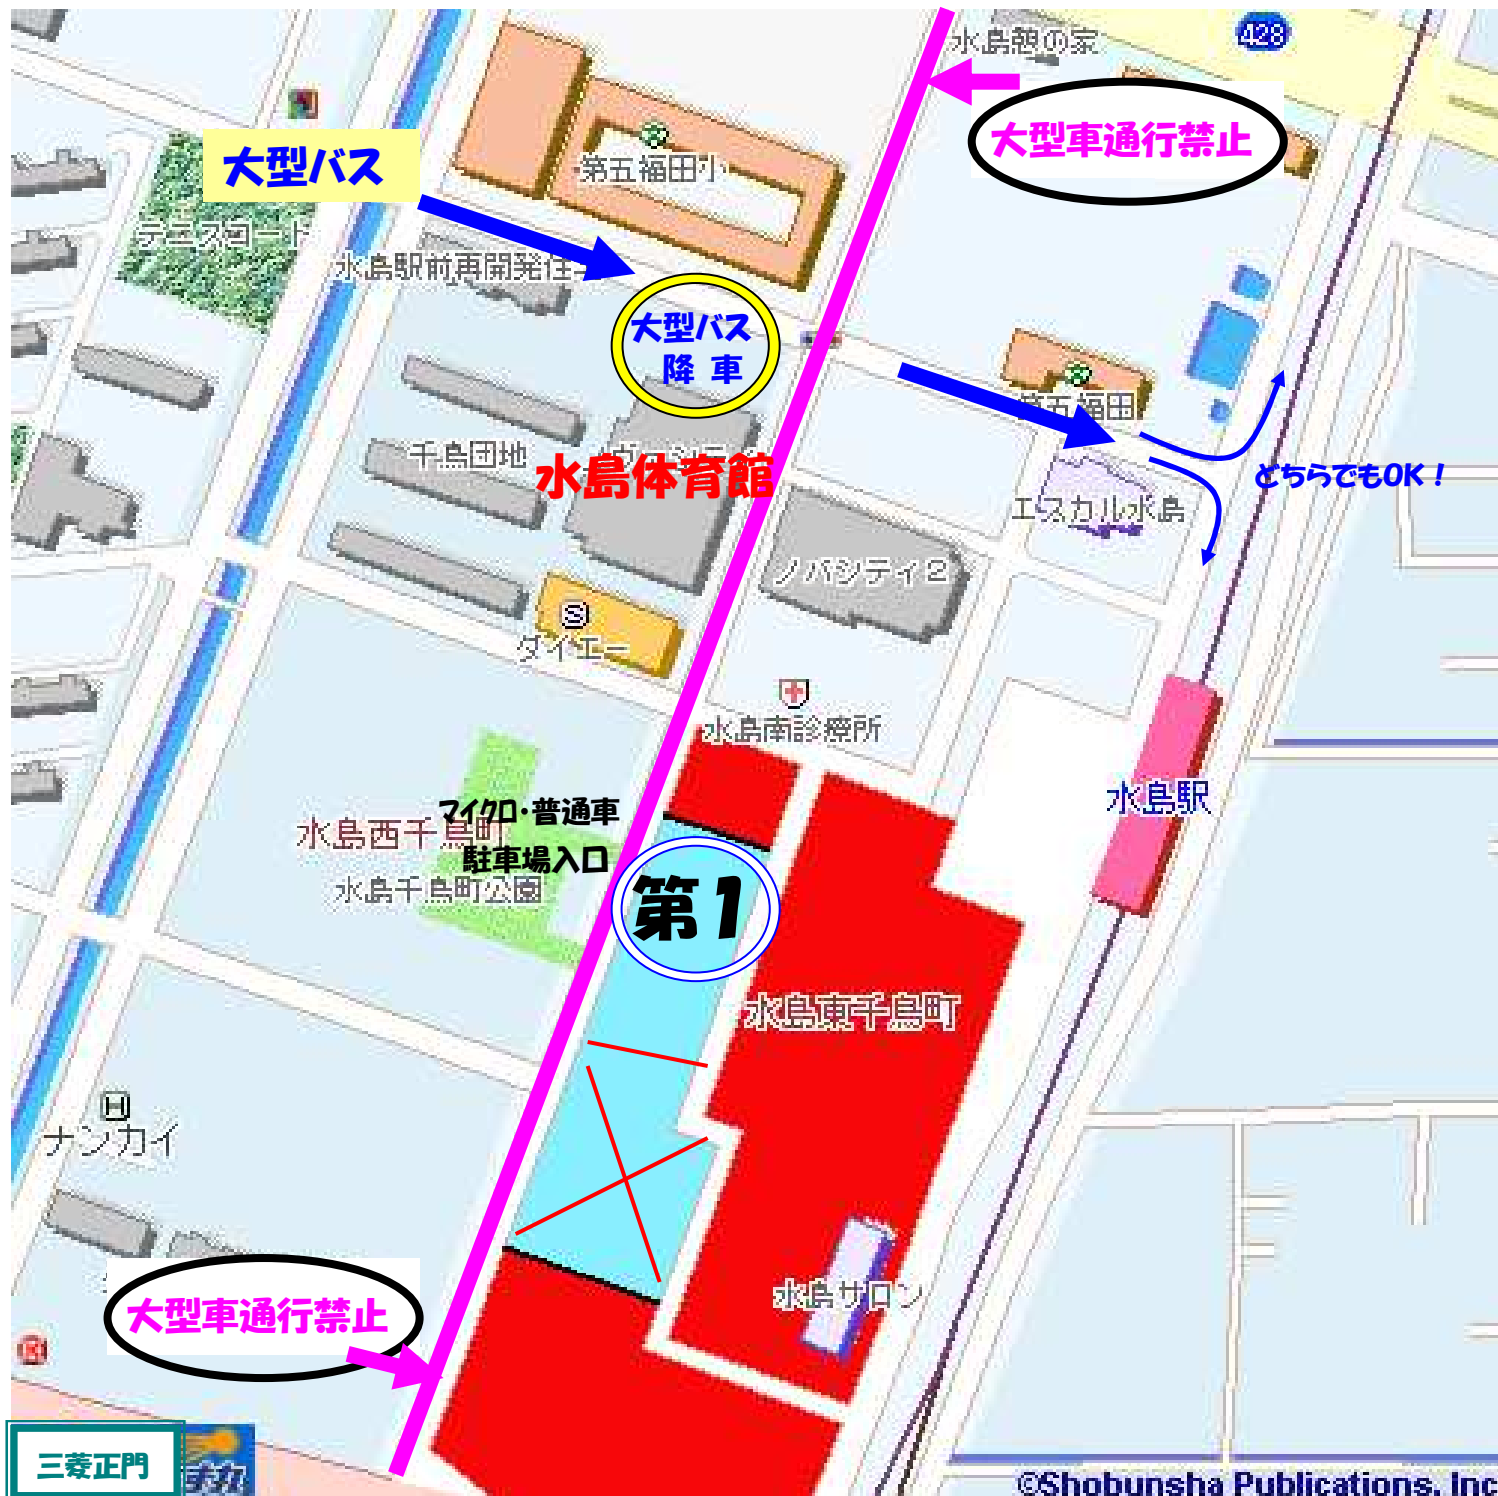 水島憩の家
428
大型車通行禁止
大型バス
第五福田小
テニスコート
水島駅前再開発住
大型バス
降 車
第五福田
千鳥団地
水島体育館
どちらでもOK！
エスカル水島
ノバシティ2
S
ダイエー
水島南診療所
水島駅
マイクロ・普通車
水島西千鳥町
駐車場入口
水島千鳥町公園
第1
水島東千鳥町
H
ナンカイ
水島サロン
大型車通行禁止
三菱正門
©Shobunsha Publications, Inc